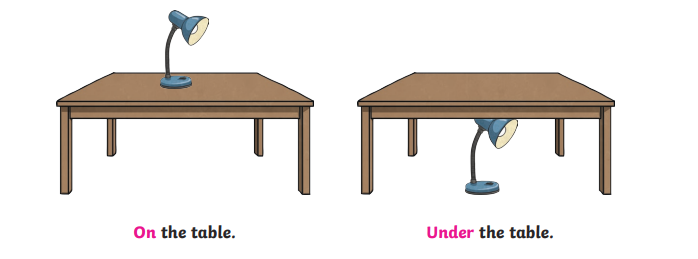 On the table.
Under the table.